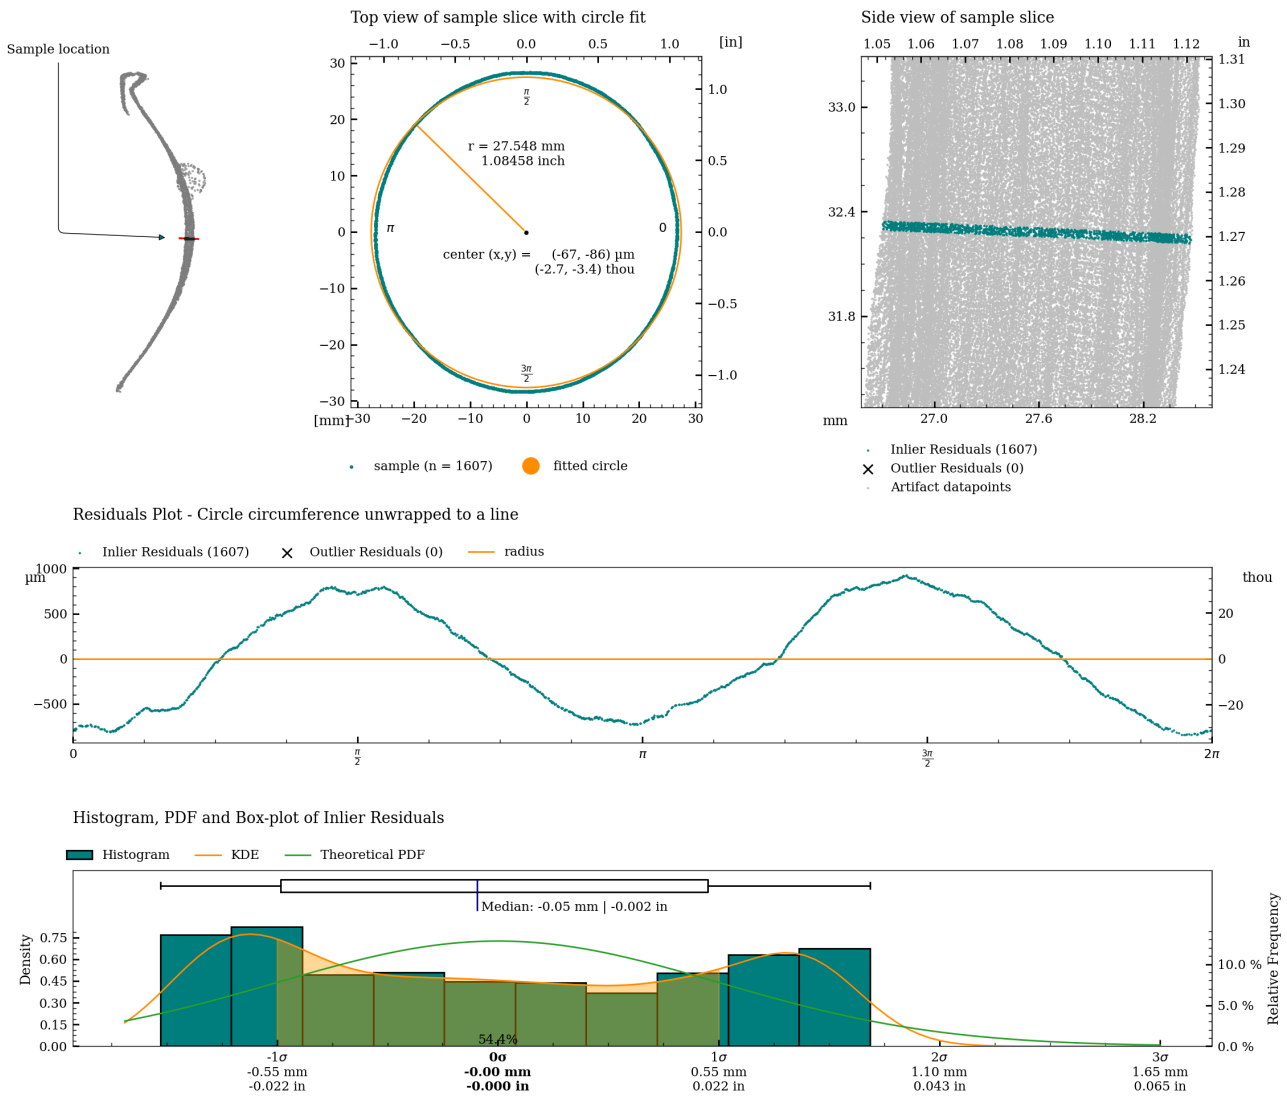 Sample location
Top view of sample slice with circle fit
−1.0 −0.5 0.0 0.5 1.0 [in]
30
20
10
0
−10
−20
−30
1.0
0.5
0.0
−0.5
−1.0
π/2
r = 27.548 mm
1.08458 inch
π
0
center (x,y) = (-67, -86) µm
(-2.7, -3.4) thou
3π/2
[mm] −30 −20 −10 0 10 20 30
sample (n = 1607) fitted circle
Side view of sample slice
1.05 1.06 1.07 1.08 1.09 1.10 1.11 1.12 in
33.0
32.4
31.8
1.31
1.30
1.29
1.28
1.27
1.26
1.25
1.24
mm 27.0 27.6 28.2
Inlier Residuals (1607)
Outlier Residuals (0)
Artifact datapoints
Residuals Plot - Circle circumference unwrapped to a line
Inlier Residuals (1607) Outlier Residuals (0) radius
µm
1000
500
0
−500
thou
20
0
−20
0 π/2 π 3π/2 2π
Histogram, PDF and Box-plot of Inlier Residuals
Histogram KDE Theoretical PDF
Median: -0.05 mm | -0.002 in
Density
0.75
0.60
0.45
0.30
0.15
0.00
Relative Frequency
10.0 %
5.0 %
0.0 %
54.4%
-1σ 0σ 1σ 2σ 3σ
-0.55 mm -0.00 mm 0.55 mm 1.10 mm 1.65 mm
-0.022 in -0.000 in 0.022 in 0.043 in 0.065 in